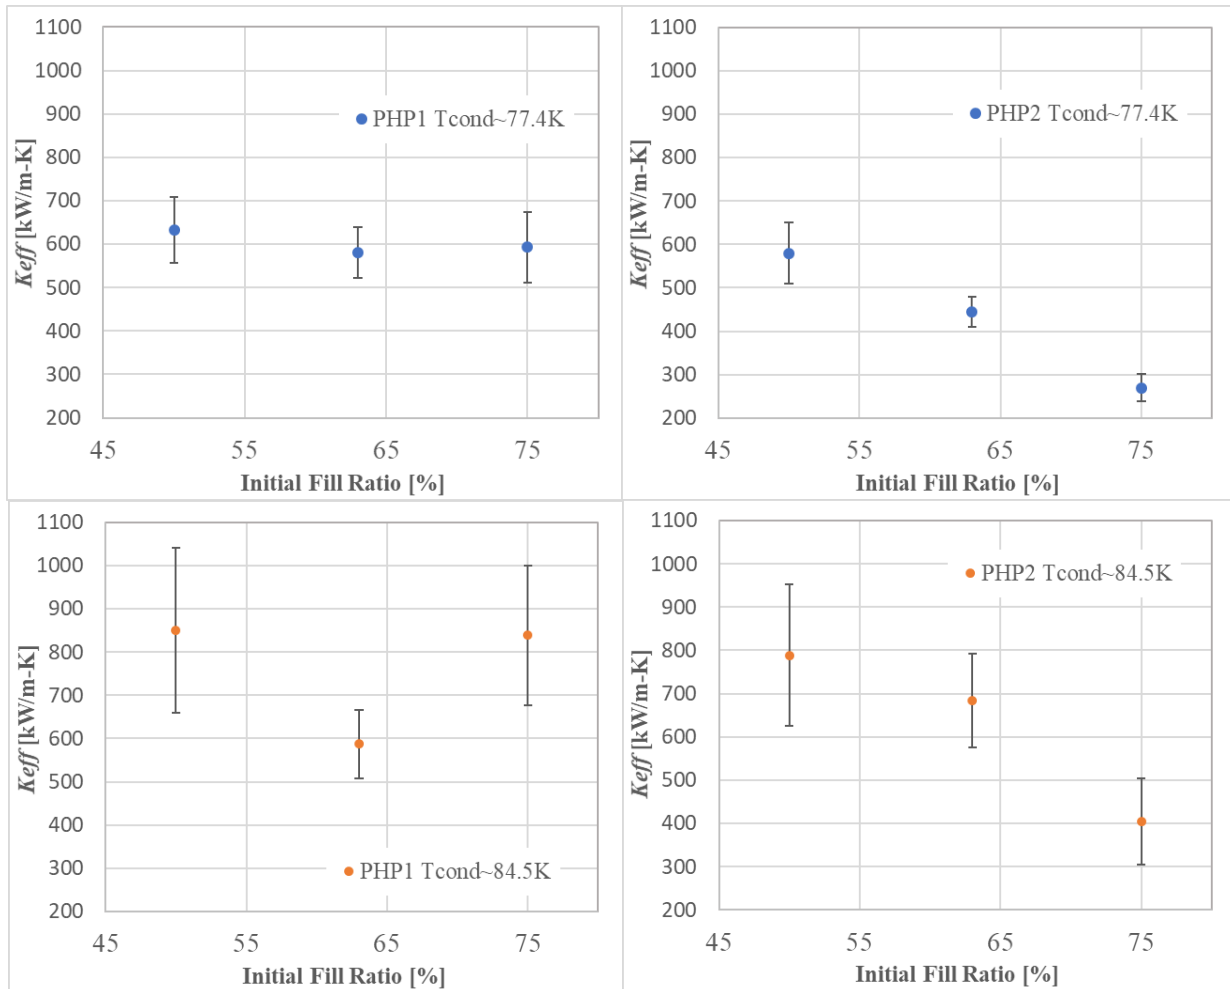 1100
1000
900
800
700
600
500
400
300
200
Keff [kW/m-K]
PHP1 Tcond~77.4K
45 55 65 75
Initial Fill Ratio [%]
1100
1000
900
800
700
600
500
400
300
200
Keff [kW/m-K]
PHP2 Tcond~77.4K
45 55 65 75
Initial Fill Ratio [%]
1100
1000
900
800
700
600
500
400
300
200
Keff [kW/m-K]
PHP1 Tcond~84.5K
45 55 65 75
Initial Fill Ratio [%]
1100
1000
900
800
700
600
500
400
300
200
Keff [kW/m-K]
PHP2 Tcond~84.5K
45 55 65 75
Initial Fill Ratio [%]